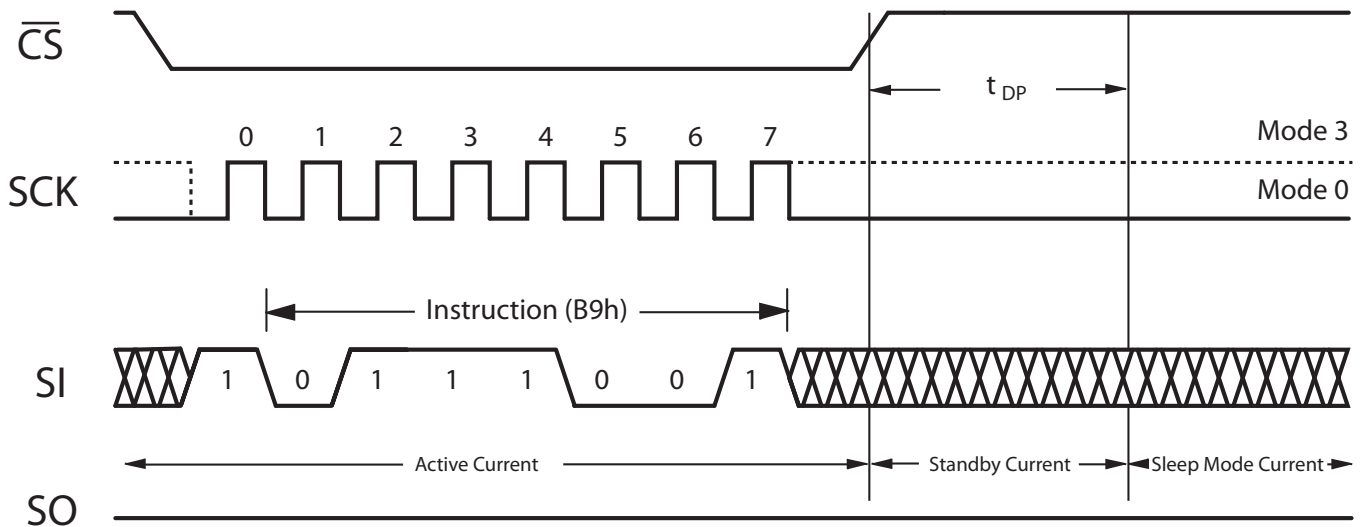 CS
t DP
0 1 2 3 4 5 6 7
Mode 3
SCK
Mode 0
Instruction (B9h)
SI
1 0 1 1 1 0 0 1
Active Current
Standby Current
Sleep Mode Current
SO